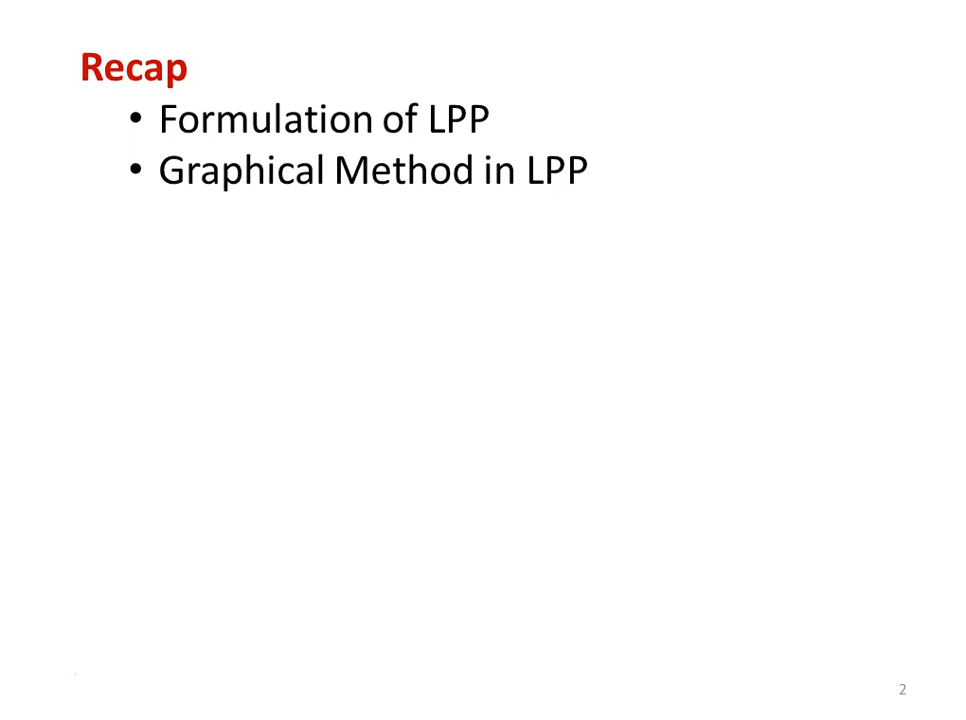 Recap
• Formulation of LPP
• Graphical Method in LPP
2